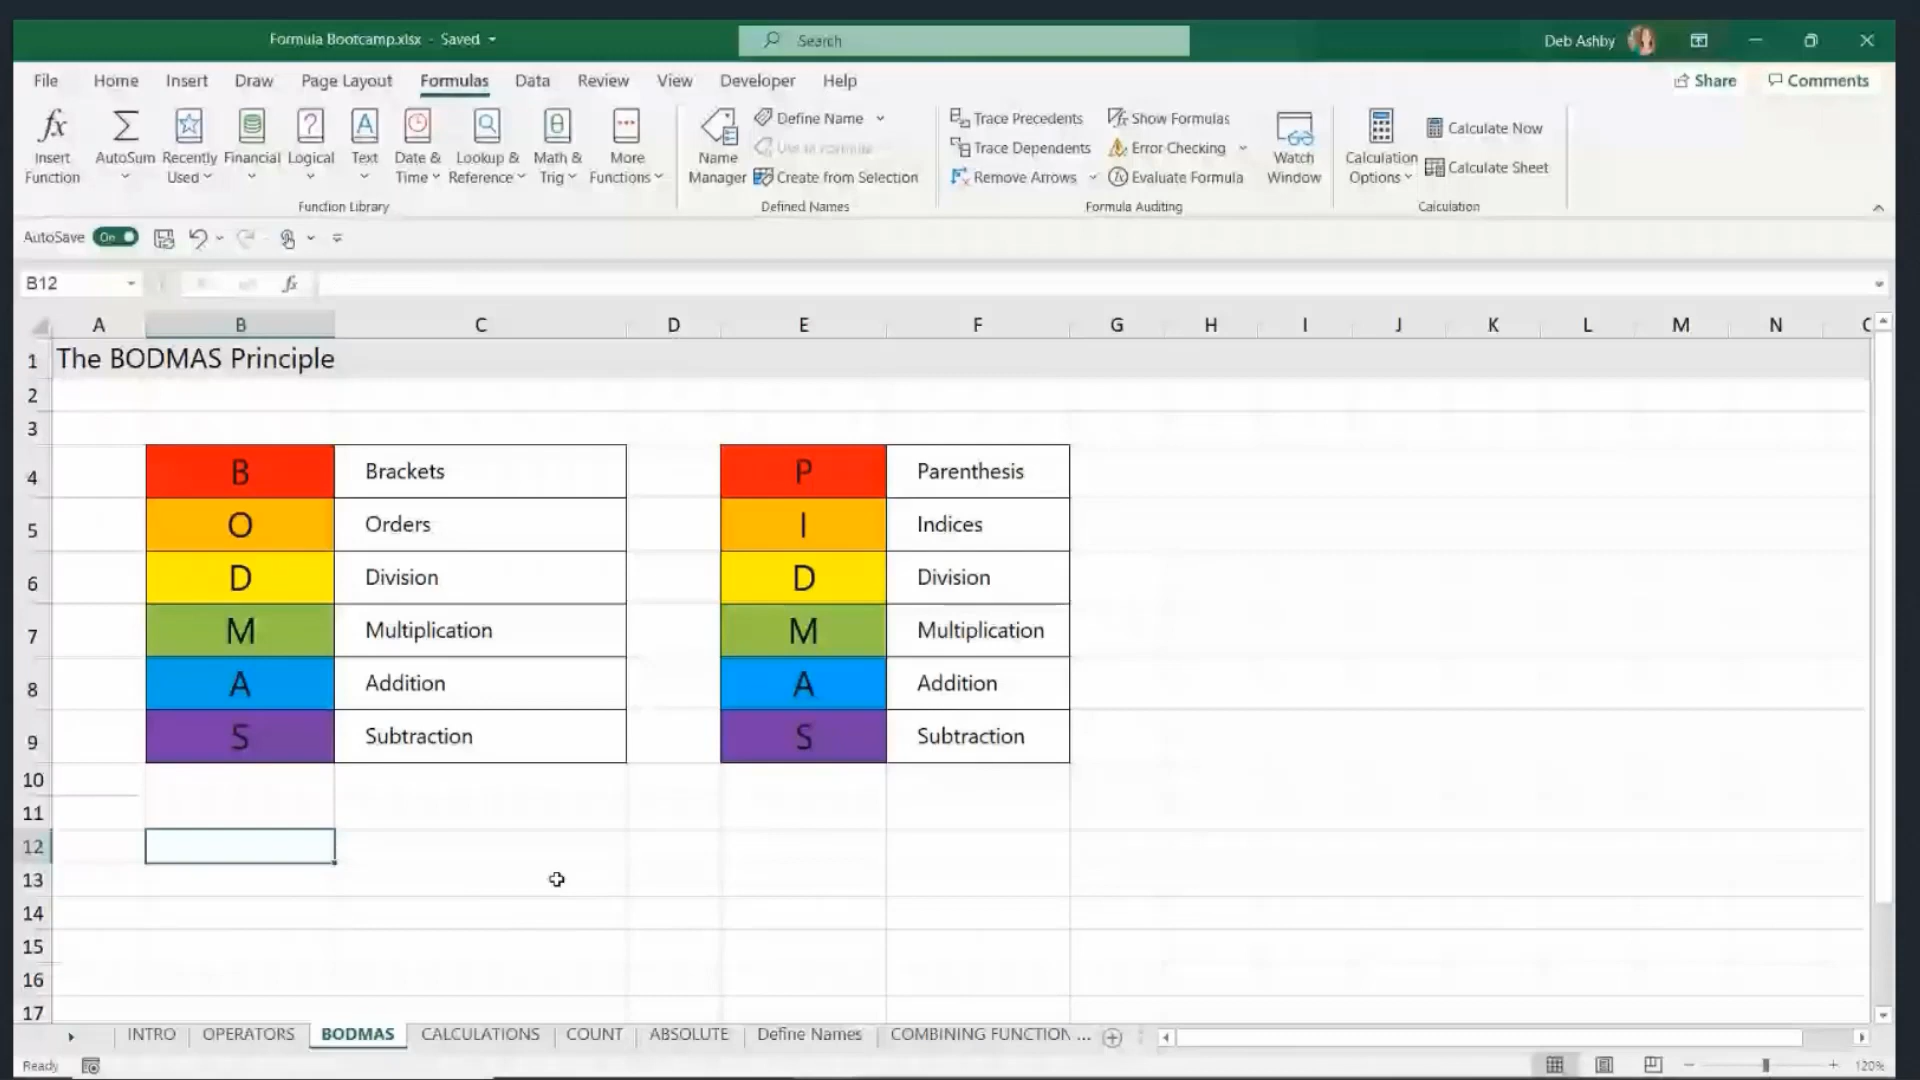 Formula Bootcamp.xlsx - Saved
Search
Deb Ashby
File Home Insert Draw Page Layout Formulas Data Review View Developer Help
Share Comments
Insert Function
AutoSum
Recently Used
Financial
Logical
Text
Date & Time
Lookup & Reference
Math & Trig
More Functions
Function Library
Name Manager
Define Name
Use in Formula
Create from Selection
Defined Names
Trace Precedents
Trace Dependents
Remove Arrows
Show Formulas
Error Checking
Evaluate Formula
Formula Auditing
Watch Window
Calculation Options
Calculate Now
Calculate Sheet
Calculation
AutoSave On
B12 fx
A B C D E F G H I J K L M N
1 The BODMAS Principle
2
3
4 B Brackets P Parenthesis
5 O Orders I Indices
6 D Division D Division
7 M Multiplication M Multiplication
8 A Addition A Addition
9 S Subtraction S Subtraction
10
11
12
13
14
15
16
17
INTRO OPERATORS BODMAS CALCULATIONS COUNT ABSOLUTE Define Names COMBINING FUNCTION ...
Ready
120%